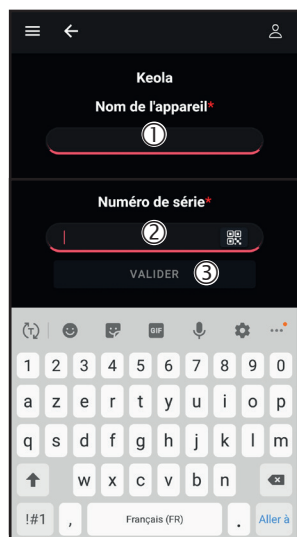 Keola
Nom de l'appareil*
①
Numéro de série*
②
VALIDER ③
GIF
1 2 3 4 5 6 7 8 9 0
a z e r t y u i o p
q s d f g h j k l m
w x c v b n
!#1 , Français (FR) . Aller à